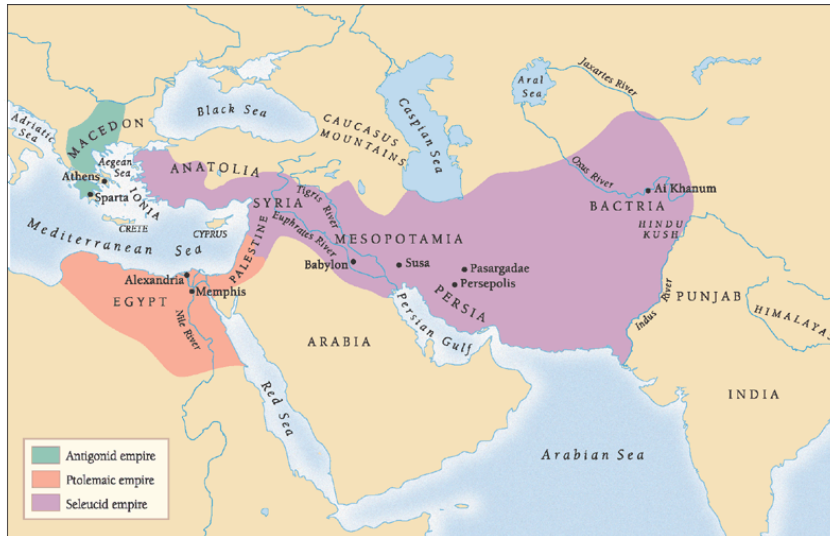 Aral
Sea
Jaxartes River
Black Sea
Caspian Sea
Adriatic
Sea
MACEDON
CAUCASUS
MOUNTAINS
Aegean
Sea
ANATOLIA
Oxus River
Athens
IONIA
Ai Khanum
Sparta
SYRIA
Tigris River
BACTRIA
HINDU
KUSH
CRETE
CYPRUS
Mediterranean Sea
PALESTINE
Euphrates River
MESOPOTAMIA
Babylon
Susa
Pasargadae
Persepolis
PERSIA
Alexandria
Memphis
EGYPT
Nile River
Persian Gulf
Indus River
PUNJAB
HIMALAYAS
ARABIA
Red Sea
INDIA
Arabian Sea
Antigonid empire
Ptolemaic empire
Seleucid empire